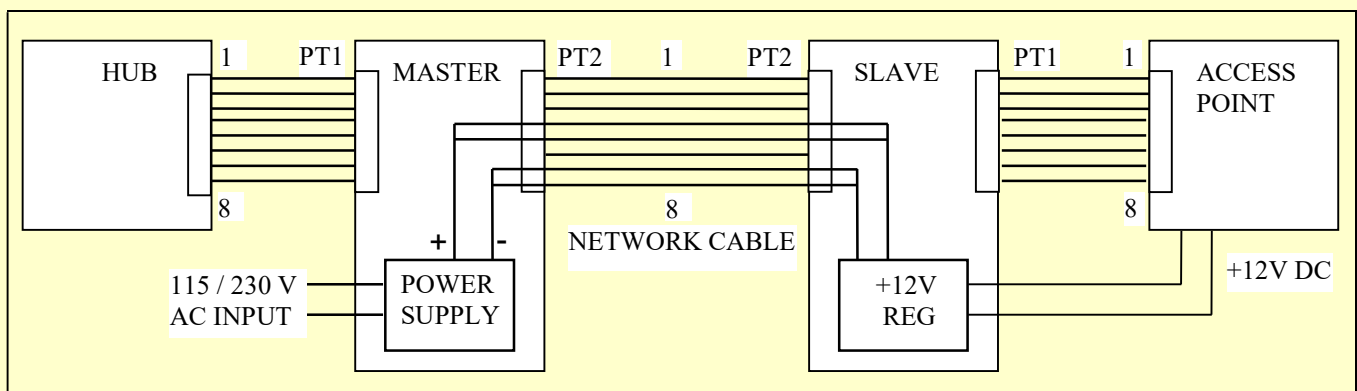 HUB
1
PT1
MASTER
PT2
1
PT2
SLAVE
PT1
1
ACCESS
POINT
8
8
8
NETWORK CABLE
+
-
115 / 230 V
AC INPUT
POWER
SUPPLY
+12V
REG
+12V DC